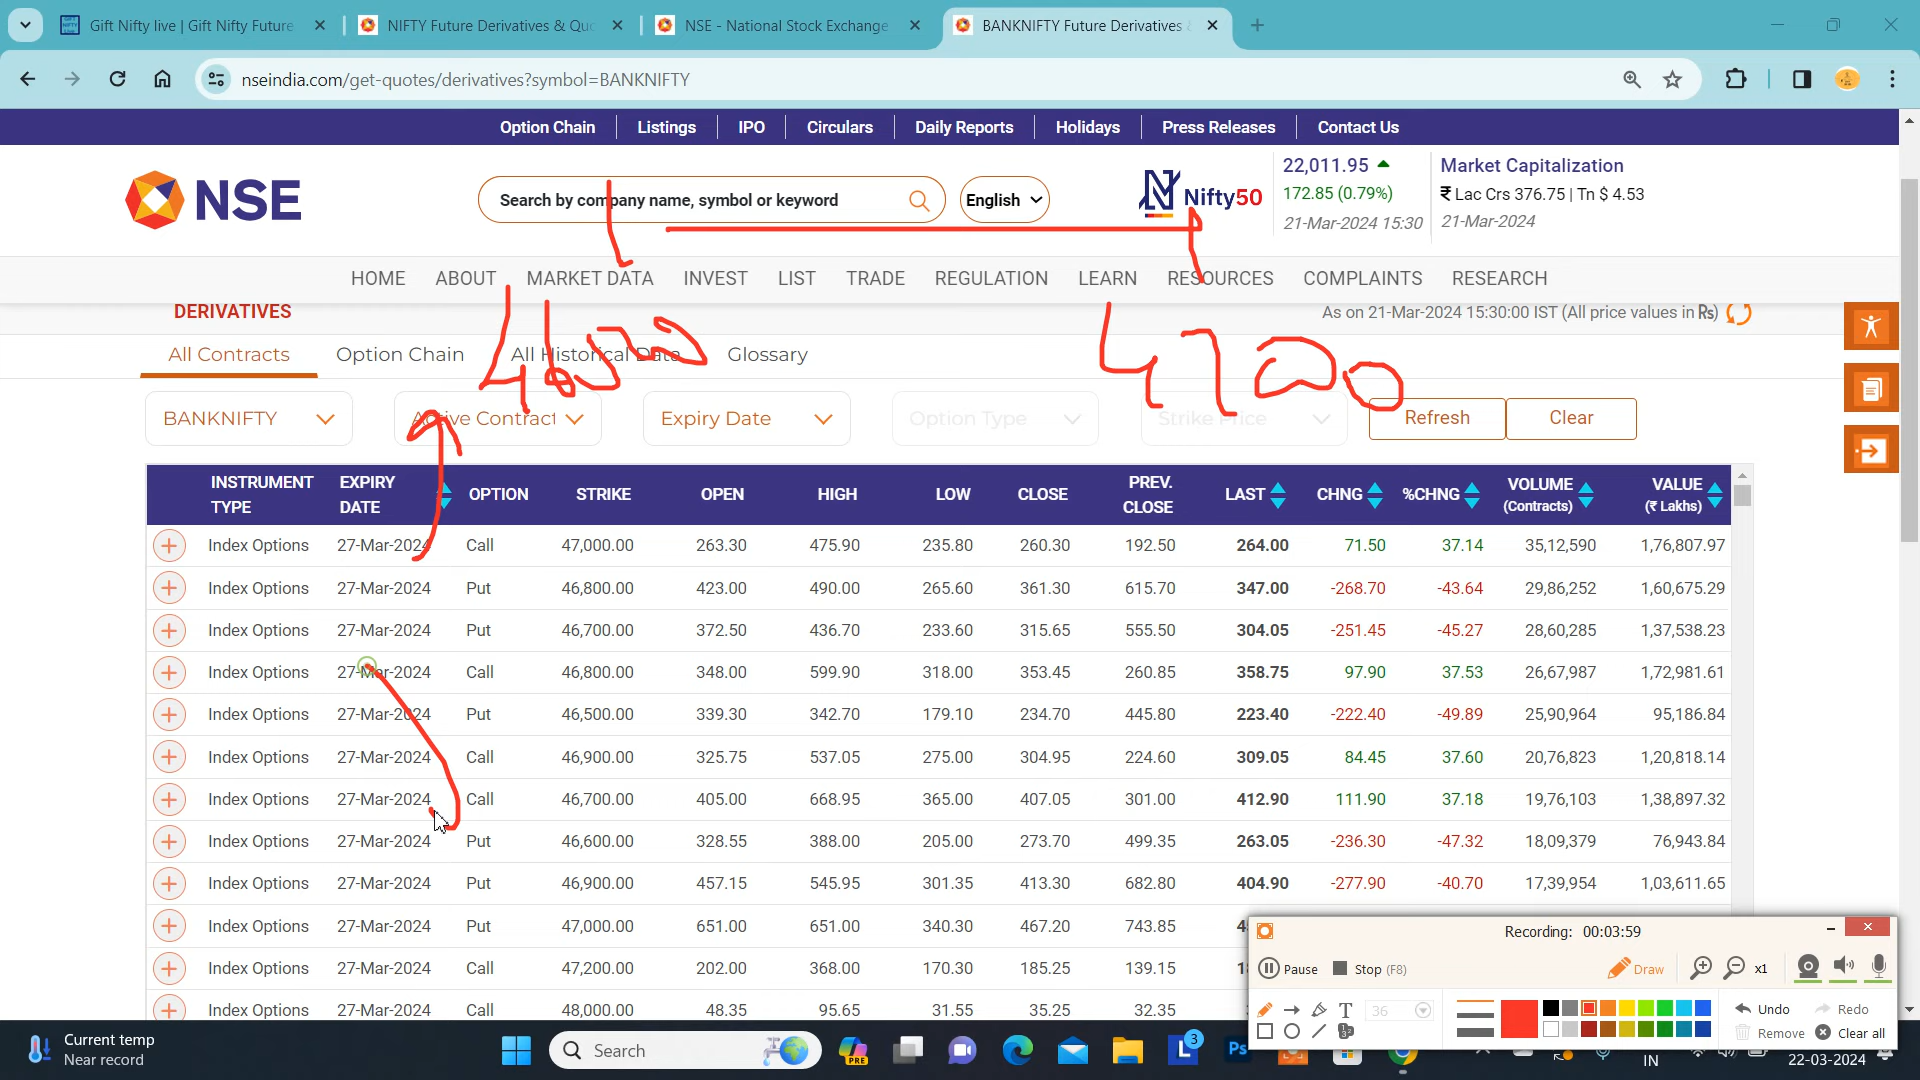 Gift Nifty live | Gift Nifty Future
NIFTY Future Derivatives & Quo
NSE - National Stock Exchange
BANKNIFTY Future Derivatives &
nseindia.com/get-quotes/derivatives?symbol=BANKNIFTY
Option Chain | Listings | IPO | Circulars | Daily Reports | Holidays | Press Releases | Contact Us
NSE
Search by company name, symbol or keyword
English
Nifty50
22,011.95
172.85 (0.79%)
21-Mar-2024 15:30
Market Capitalization
₹ Lac Crs 376.75 | Tn $ 4.53
21-Mar-2024
HOME ABOUT MARKET DATA INVEST LIST TRADE REGULATION LEARN RESOURCES COMPLAINTS RESEARCH
DERIVATIVES
As on 21-Mar-2024 15:30:00 IST (All price values in Rs)
All Contracts Option Chain All Historical Data Glossary
4600
4700
BANKNIFTY Active Contract Expiry Date Option Type Strike Price Refresh Clear
INSTRUMENT TYPE EXPIRY DATE OPTION STRIKE OPEN HIGH LOW CLOSE PREV. CLOSE LAST CHNG %CHNG VOLUME (Contracts) VALUE (₹ Lakhs)
Index Options 27-Mar-2024 Call 47,000.00 263.30 475.90 235.80 260.30 192.50 264.00 71.50 37.14 35,12,590 1,76,807.97
Index Options 27-Mar-2024 Put 46,800.00 423.00 490.00 265.60 361.30 615.70 347.00 -268.70 -43.64 29,86,252 1,60,675.29
Index Options 27-Mar-2024 Put 46,700.00 372.50 436.70 233.60 315.65 555.50 304.05 -251.45 -45.27 28,60,285 1,37,538.23
Index Options 27-Mar-2024 Call 46,800.00 348.00 599.90 318.00 353.45 260.85 358.75 97.90 37.53 26,67,987 1,72,981.61
Index Options 27-Mar-2024 Put 46,500.00 339.30 342.70 179.10 234.70 445.80 223.40 -222.40 -49.89 25,90,964 95,186.84
Index Options 27-Mar-2024 Call 46,900.00 325.75 537.05 275.00 304.95 224.60 309.05 84.45 37.60 20,76,823 1,20,818.14
Index Options 27-Mar-2024 Call 46,700.00 405.00 668.95 365.00 407.05 301.00 412.90 111.90 37.18 19,76,103 1,38,897.32
Index Options 27-Mar-2024 Put 46,600.00 328.55 388.00 205.00 273.70 499.35 263.05 -236.30 -47.32 18,09,379 76,943.84
Index Options 27-Mar-2024 Put 46,900.00 457.15 545.95 301.35 413.30 682.80 404.90 -277.90 -40.70 17,39,954 1,03,611.65
Index Options 27-Mar-2024 Put 47,000.00 651.00 651.00 340.30 467.20 743.85
Index Options 27-Mar-2024 Call 47,200.00 202.00 368.00 170.30 185.25 139.15
Index Options 27-Mar-2024 Call 48,000.00 48.35 95.65 31.55 35.25 32.35
Recording: 00:03:59
Pause Stop (F8) Draw x1
T 36 Undo Redo
Remove Clear all
Current temp
Near record
Search
PRE
L 3
Ps
IN
22-03-2024